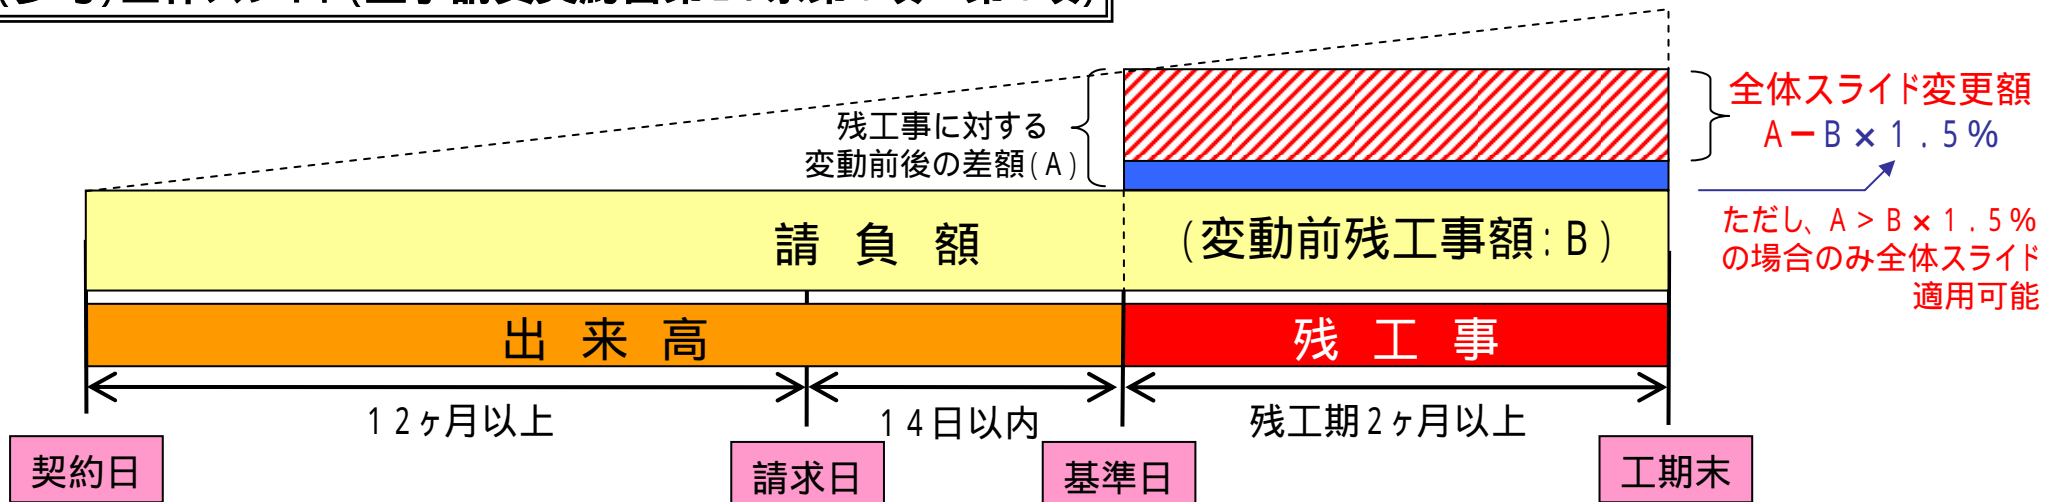 全体スライド変更額
A－B×1.5%
残工事に対する
変動前後の差額(A)
請負額
(変動前残工事額:B)
ただし、A>B×1.5%
の場合のみ全体スライド
適用可能
出来高
残工事
12ヶ月以上
14日以内
残工期2ヶ月以上
契約日
請求日
基準日
工期末